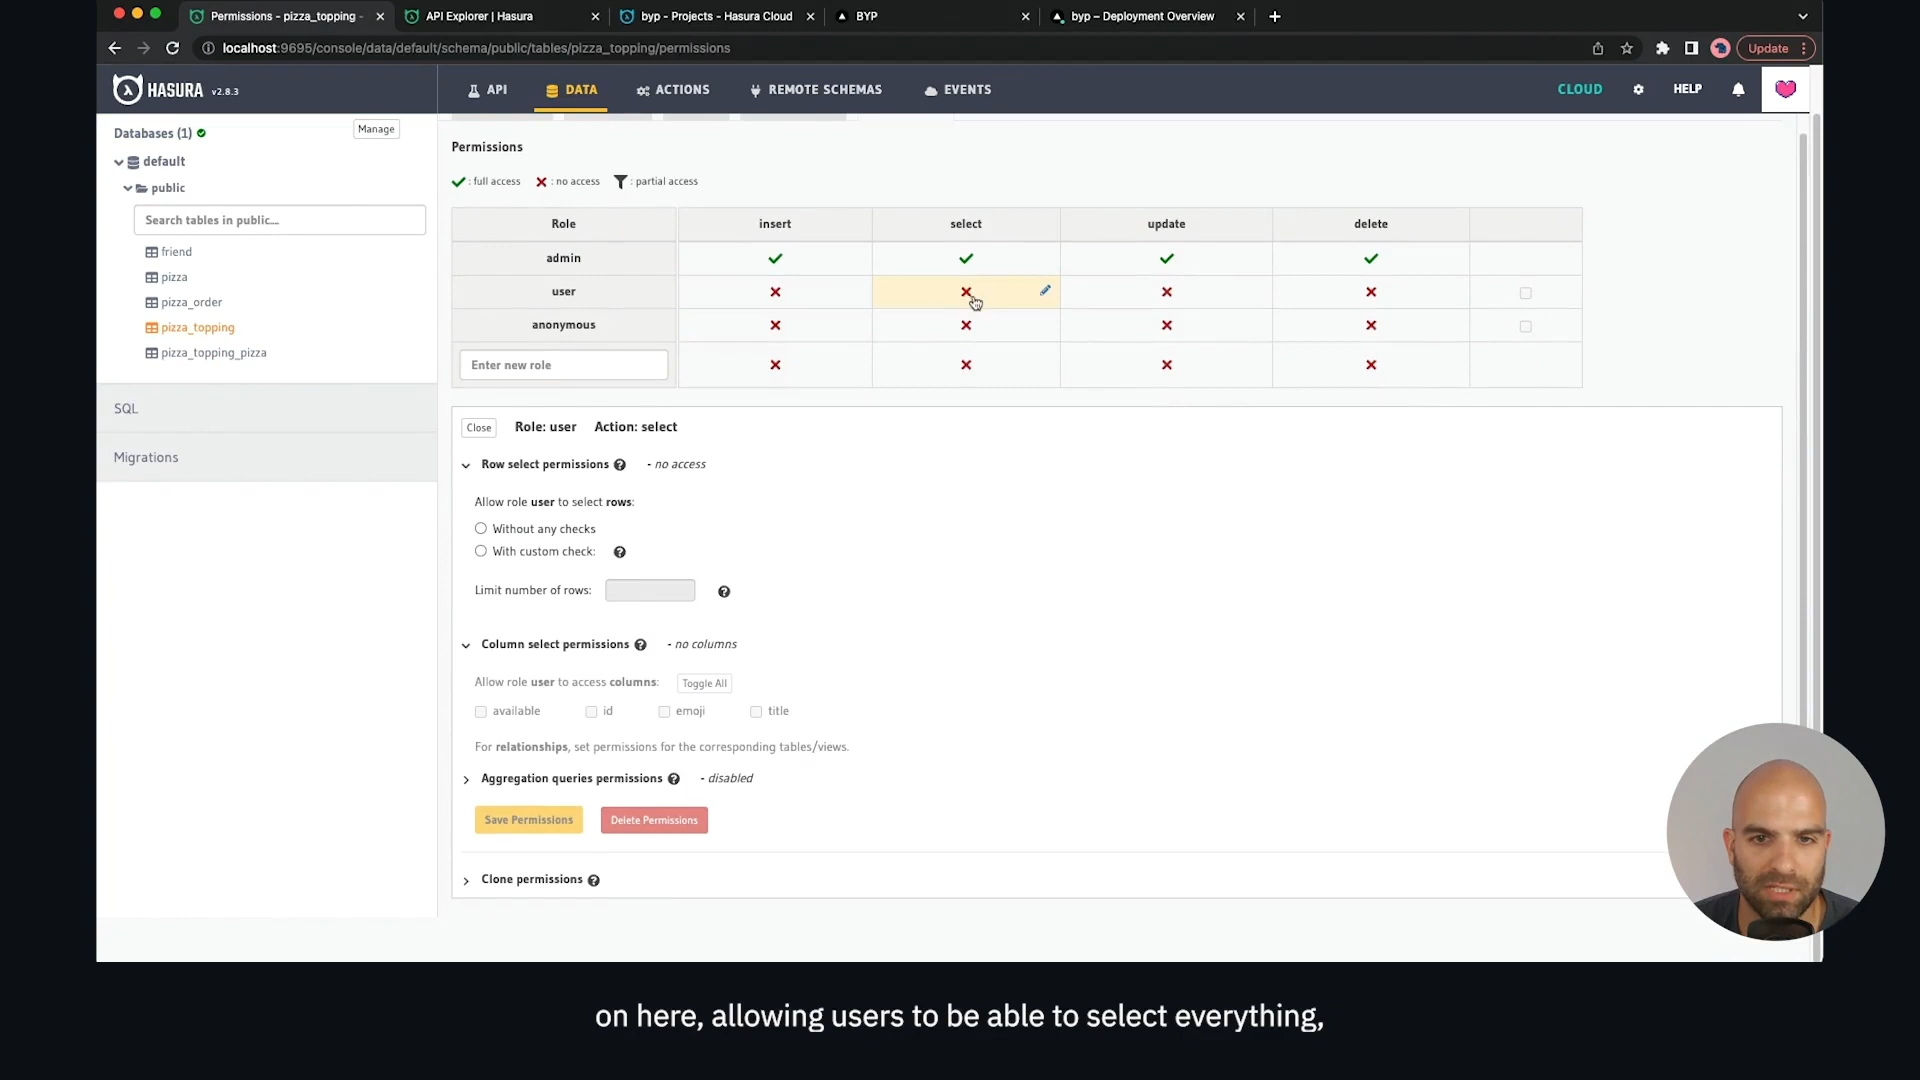 Permissions - pizza_topping -
API Explorer | Hasura
byp - Projects - Hasura Cloud
BYP
byp – Deployment Overview
localhost:9695/console/data/default/schema/public/tables/pizza_topping/permissions
Update
HASURA v2.8.3
API
DATA
ACTIONS
REMOTE SCHEMAS
EVENTS
CLOUD
HELP
Databases (1)
Manage
default
public
Search tables in public...
friend
pizza
pizza_order
pizza_topping
pizza_topping_pizza
SQL
Migrations
Permissions
: full access : no access : partial access
Role insert select update delete
admin
user
anonymous
Enter new role
Close Role: user Action: select
Row select permissions - no access
Allow role user to select rows:
Without any checks
With custom check:
Limit number of rows:
Column select permissions - no columns
Allow role user to access columns: Toggle All
available id emoji title
For relationships, set permissions for the corresponding tables/views.
Aggregation queries permissions - disabled
Save Permissions Delete Permissions
Clone permissions
on here, allowing users to be able to select everything,